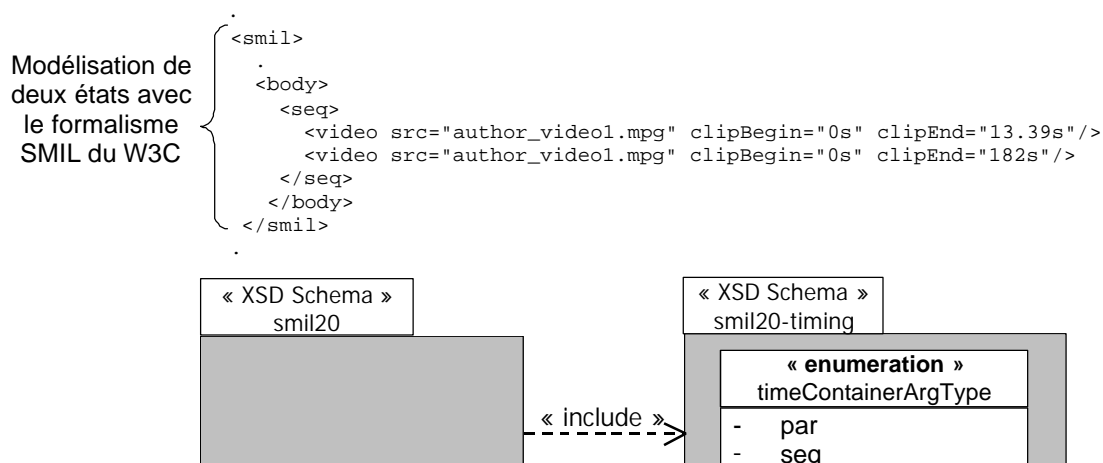 .
<smil>
.
Modélisation de
deux états avec
le formalisme
SMIL du W3C
<body>
<seq>
<video src="author_video1.mpg" clipBegin="0s" clipEnd="13.39s"/>
<video src="author_video1.mpg" clipBegin="0s" clipEnd="182s"/>
</seq>
</body>
</smil>
.
« XSD Schema »
smil20
« XSD Schema »
smil20-timing
« enumeration »
timeContainerArgType
« include »
- par
- seq